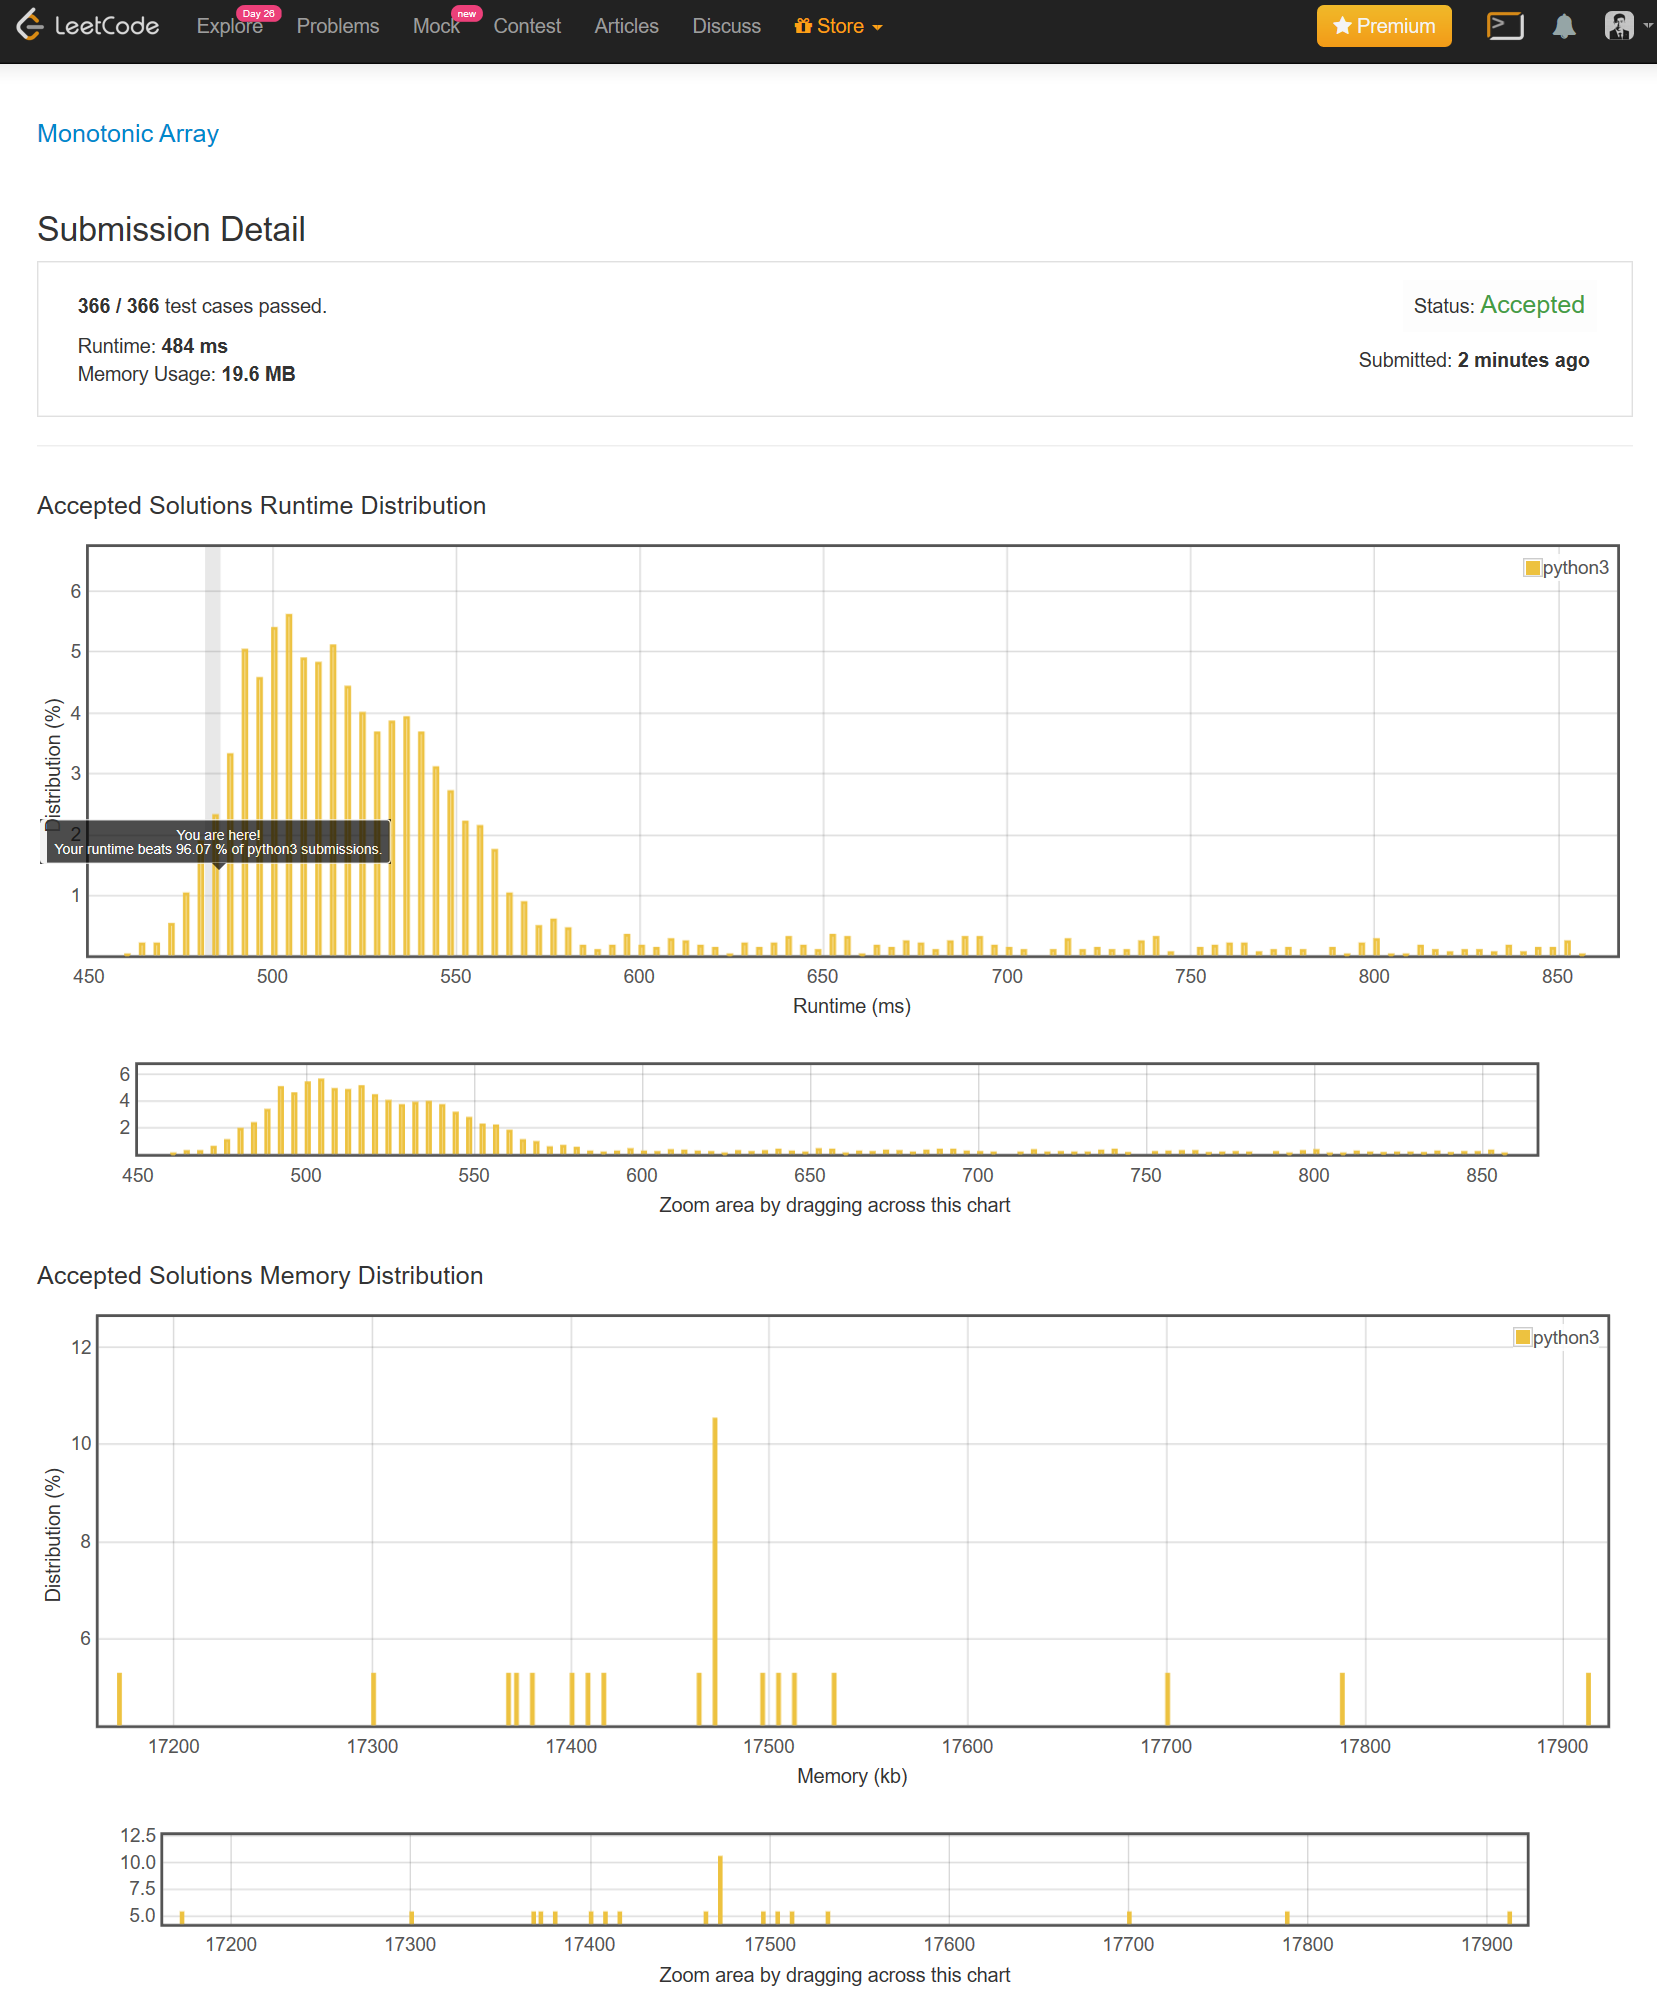 LeetCode Explore Day 26 Problems Mock new Contest Articles Discuss Store Premium
Monotonic Array
Submission Detail
366 / 366 test cases passed.
Status: Accepted
Runtime: 484 ms
Memory Usage: 19.6 MB
Submitted: 2 minutes ago
Accepted Solutions Runtime Distribution
python3
6
5
4
3
2
1
Distribution (%)
You are here!
Your runtime beats 96.07 % of python3 submissions.
450 500 550 600 650 700 750 800 850
Runtime (ms)
6
4
2
450 500 550 600 650 700 750 800 850
Zoom area by dragging across this chart
Accepted Solutions Memory Distribution
python3
12
10
8
6
Distribution (%)
17200 17300 17400 17500 17600 17700 17800 17900
Memory (kb)
12.5
10.0
7.5
5.0
17200 17300 17400 17500 17600 17700 17800 17900
Zoom area by dragging across this chart